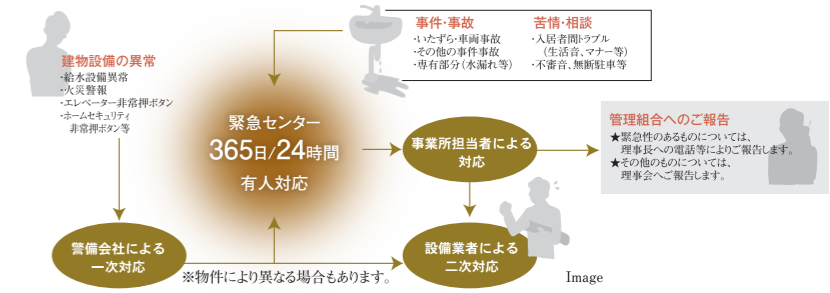 建物設備の異常
・給水設備異常
・火災警報
・エレベーター非常押ボタン
・ホームセキュリティ
非常押ボタン等
事件・事故
・いたずら・車両事故
・その他の事件事故
・専有部分（水漏れ等）
苦情・相談
・入居者間トラブル
（生活音、マナー等）
・不審音、無断駐車等
緊急センター
365日/24時間
有人対応
事業所担当者による
対応
管理組合へのご報告
★緊急性のあるものについては、
理事長への電話等によりご報告します。
★その他のものについては、
理事会へご報告します。
警備会社による
一次対応
設備業者による
二次対応
※物件により異なる場合もあります。
Image